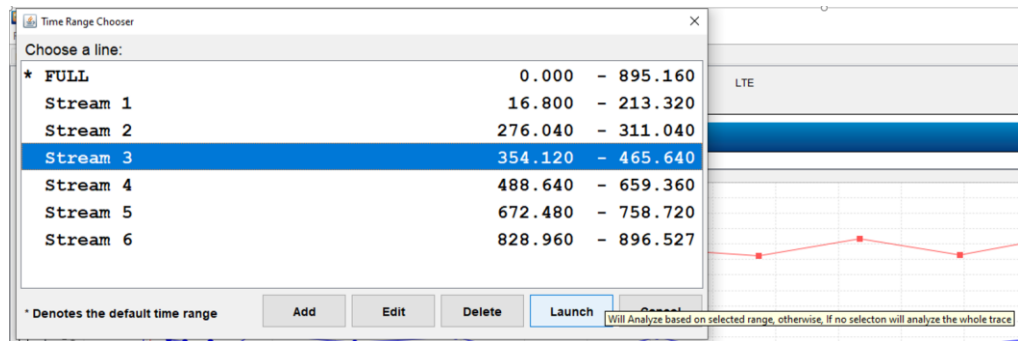 Time Range Chooser
Choose a line:
* FULL 0.000 - 895.160
Stream 1 16.800 - 213.320
Stream 2 276.040 - 311.040
Stream 3 354.120 - 465.640
Stream 4 488.640 - 659.360
Stream 5 672.480 - 758.720
Stream 6 828.960 - 896.527
* Denotes the default time range Add Edit Delete Launch Cancel
Will Analyze based on selected range, otherwise, If no selecton will analyze the whole trace
LTE